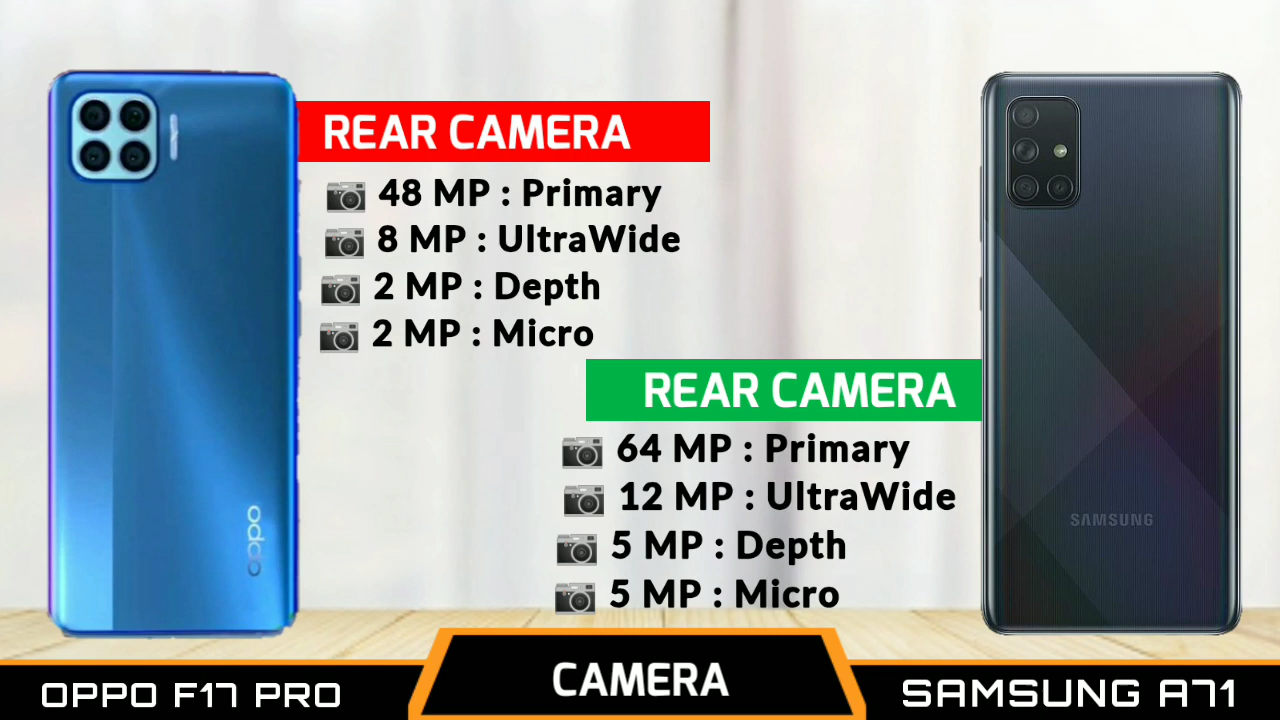 REAR CAMERA
48 MP : Primary
8 MP : UltraWide
2 MP : Depth
2 MP : Micro
REAR CAMERA
64 MP : Primary
12 MP : UltraWide
5 MP : Depth
5 MP : Micro
oppo
SAMSUNG
OPPO F17 PRO
CAMERA
SAMSUNG A71